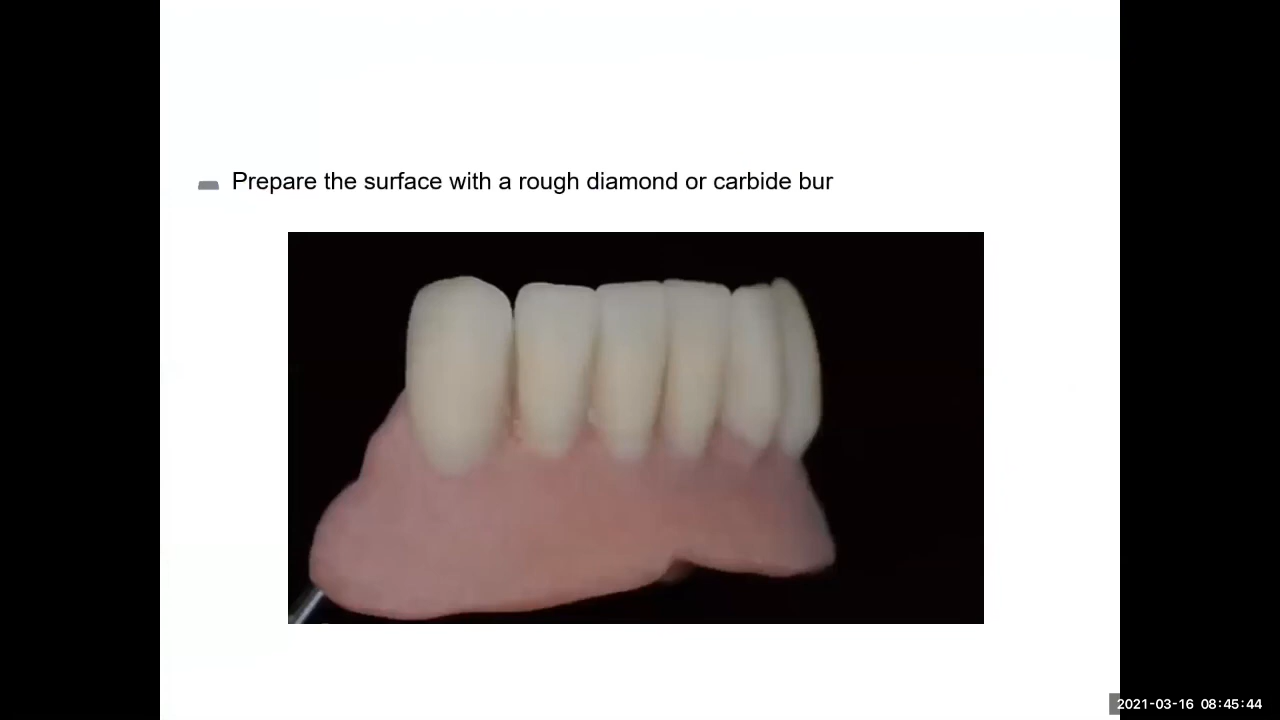 Prepare the surface with a rough diamond or carbide bur
2021-03-16 08:45:44